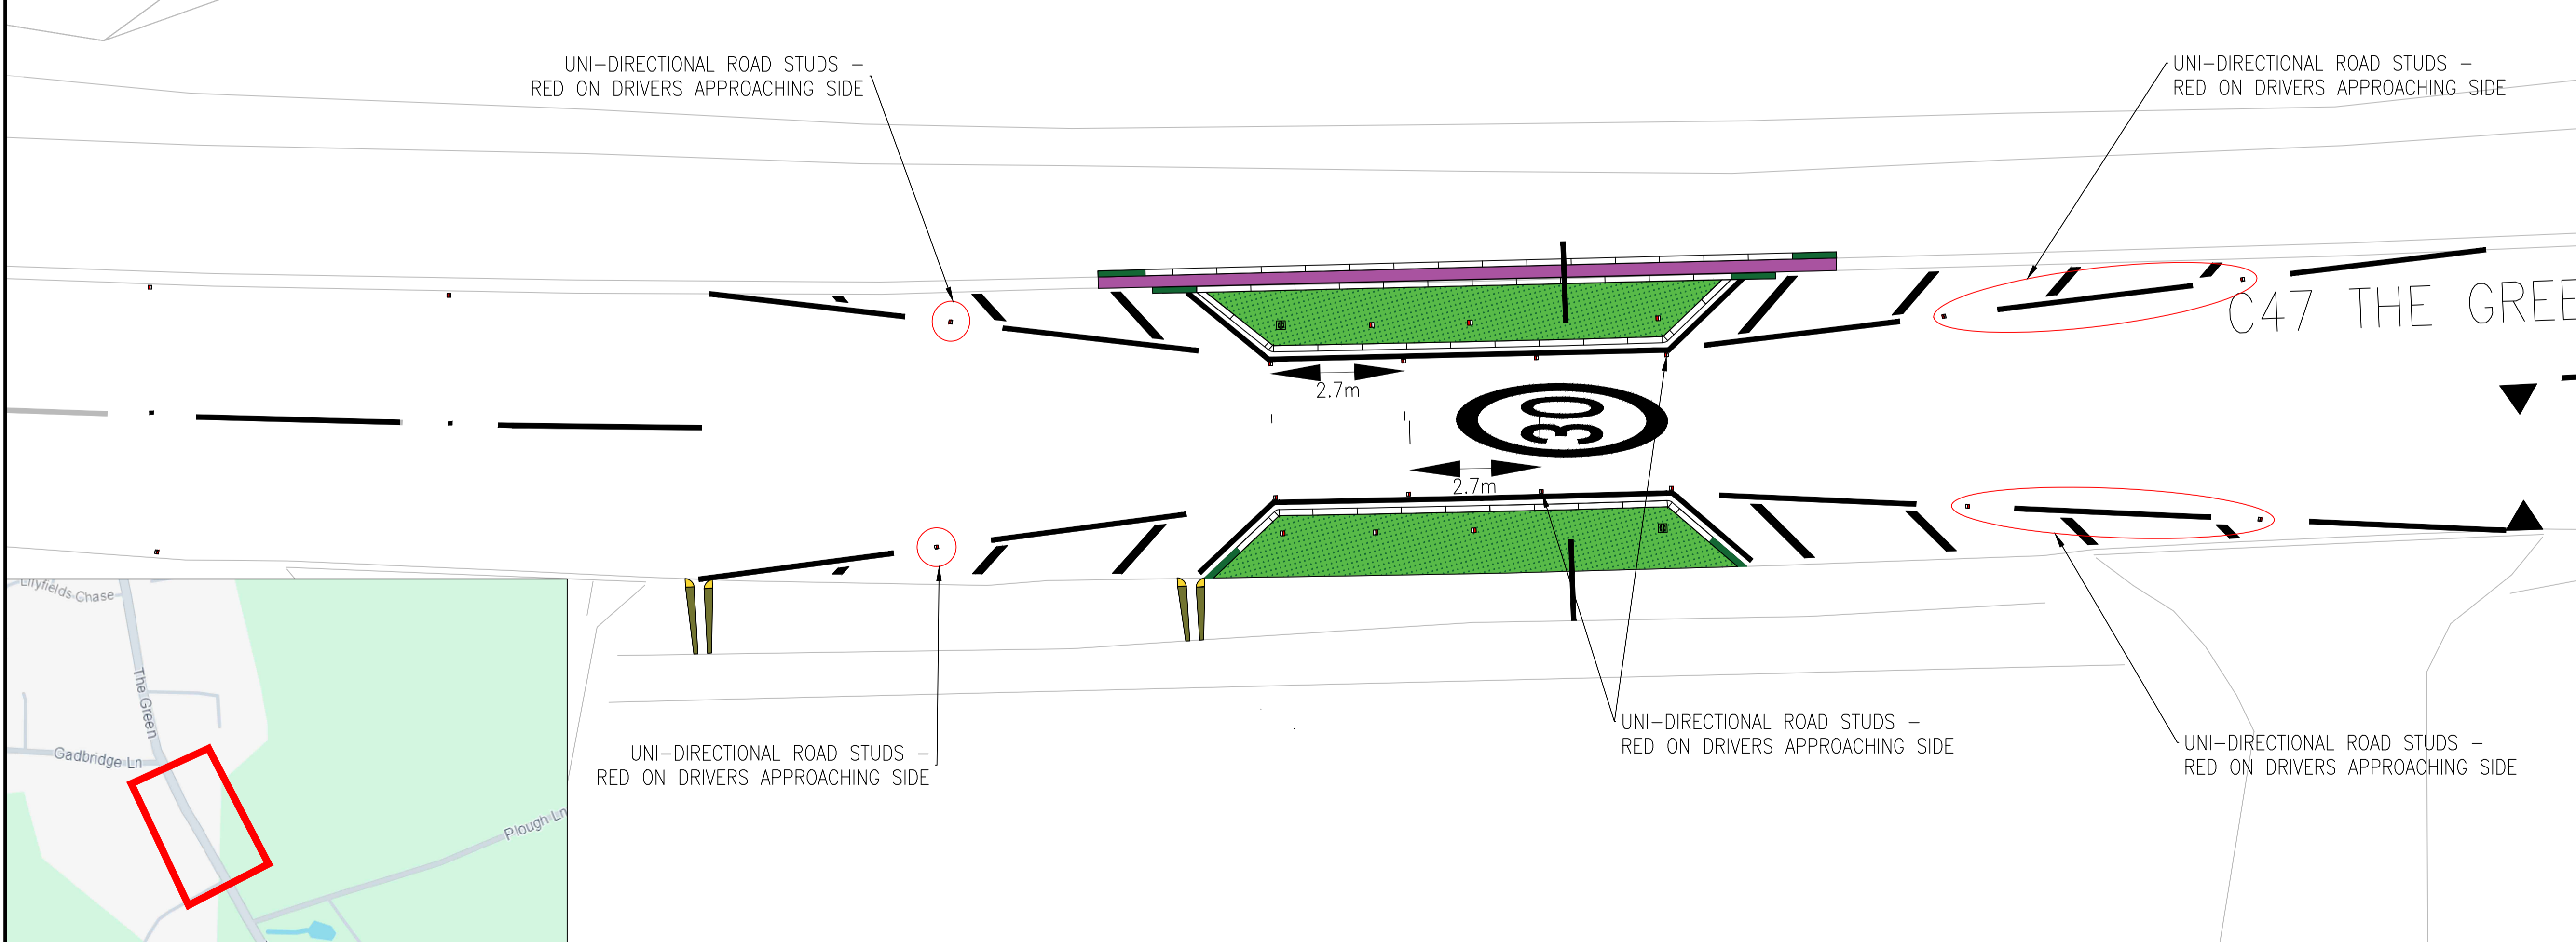 UNI-DIRECTIONAL ROAD STUDS -
RED ON DRIVERS APPROACHING SIDE
UNI-DIRECTIONAL ROAD STUDS -
RED ON DRIVERS APPROACHING SIDE
C47 THE GREE
2.7m
30
2.7m
Lilyfields Chase
The Green
Gadbridge Ln
Plough Ln
UNI-DIRECTIONAL ROAD STUDS -
RED ON DRIVERS APPROACHING SIDE
UNI-DIRECTIONAL ROAD STUDS -
RED ON DRIVERS APPROACHING SIDE
UNI-DIRECTIONAL ROAD STUDS -
RED ON DRIVERS APPROACHING SIDE